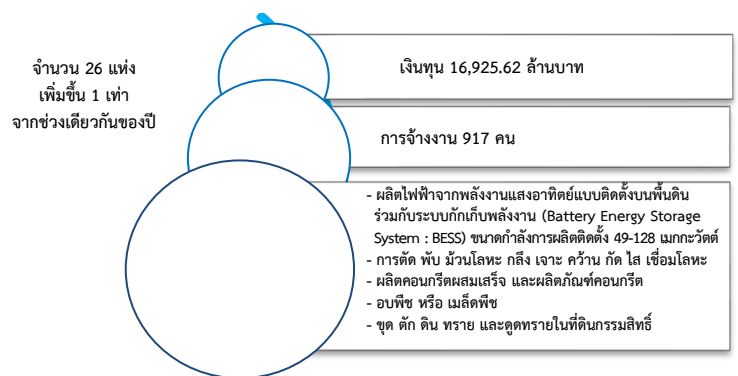 จำนวน 26 แห่ง
เพิ่มขึ้น 1 เท่า
จากช่วงเดียวกันของปี
เงินทุน 16,925.62 ล้านบาท
การจ้างงาน 917 คน
- ผลิตไฟฟ้าจากพลังงานแสงอาทิตย์แบบติดตั้งบนพื้นดิน
ร่วมกับระบบกักเก็บพลังงาน (Battery Energy Storage
System : BESS) ขนาดกำลังการผลิตติดตั้ง 49-128 เมกกะวัตต์
- การตัด พับ ม้วนโลหะ กลึง เจาะ คว้าน กัด ไส เชื่อมโลหะ
- ผลิตคอนกรีตผสมเสร็จ และผลิตภัณฑ์คอนกรีต
- อบพืช หรือ เมล็ดพืช
- ขุด ตัก ดิน ทราย และดูดทรายในที่ดินกรรมสิทธิ์